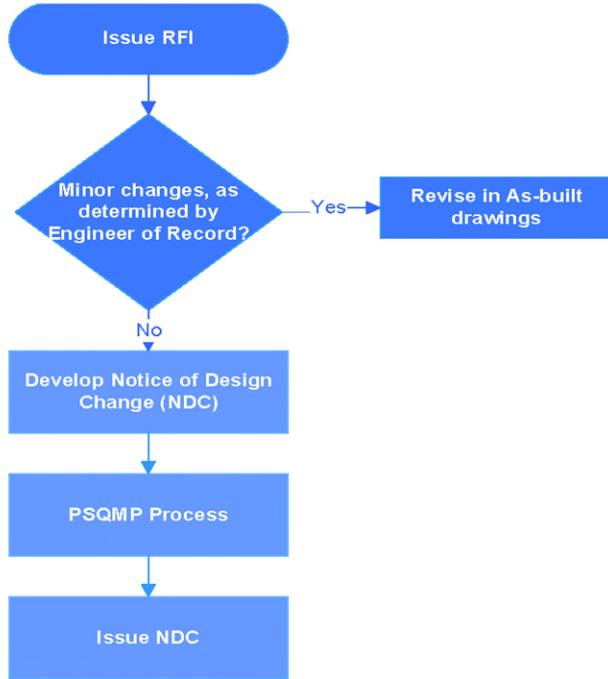 Issue RFI
Minor changes, as
determined by
Engineer of Record?
Yes
Revise in As-built
drawings
No
Develop Notice of Design
Change (NDC)
PSQMP Process
Issue NDC